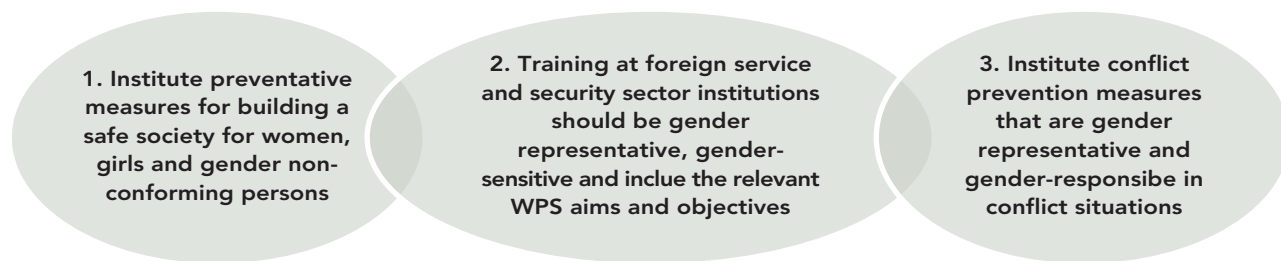 1. Institute preventative
measures for building a
safe society for women,
girls and gender non-
conforming persons
2. Training at foreign service
and security sector institutions
should be gender
representative, gender-
sensitive and inclue the relevant
WPS aims and objectives
3. Institute conflict
prevention measures
that are gender
representative and
gender-responsibe in
conflict situations